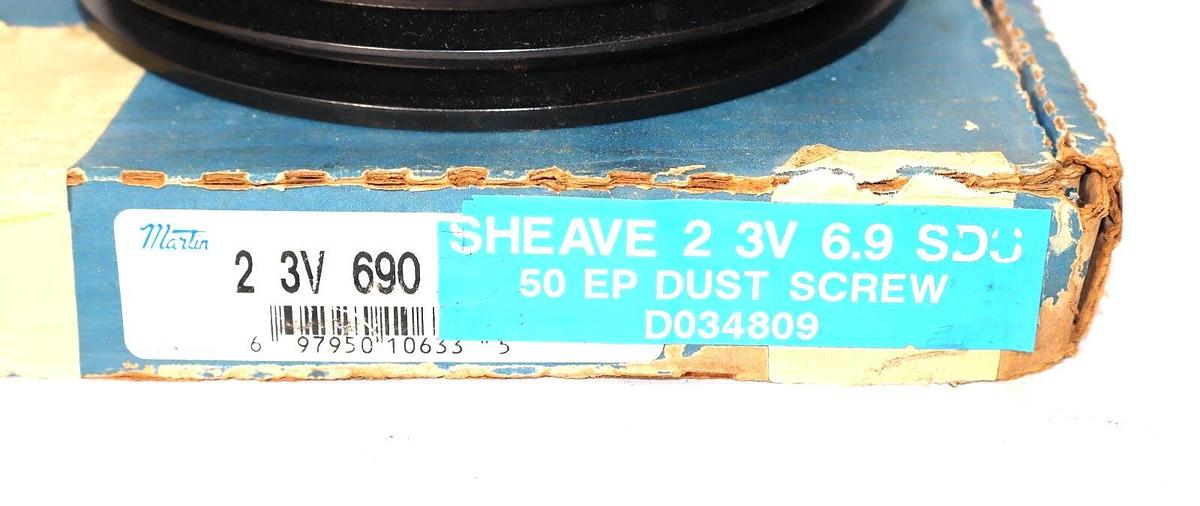 Martin
2 3V 690
6 97950 10633 5
SHEAVE 2 3V 6.9 SDS
50 EP DUST SCREW
D034809